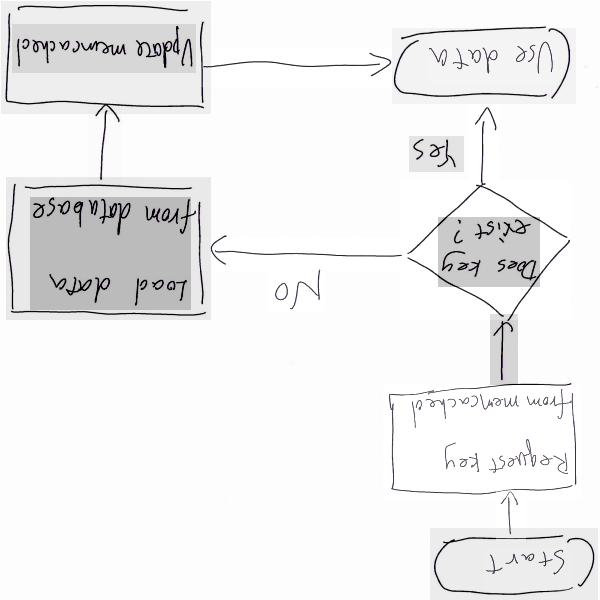 Start
Request key
from memcached
Does key
exist?
Yes
No
Load data
from database
Update memcached
Use data